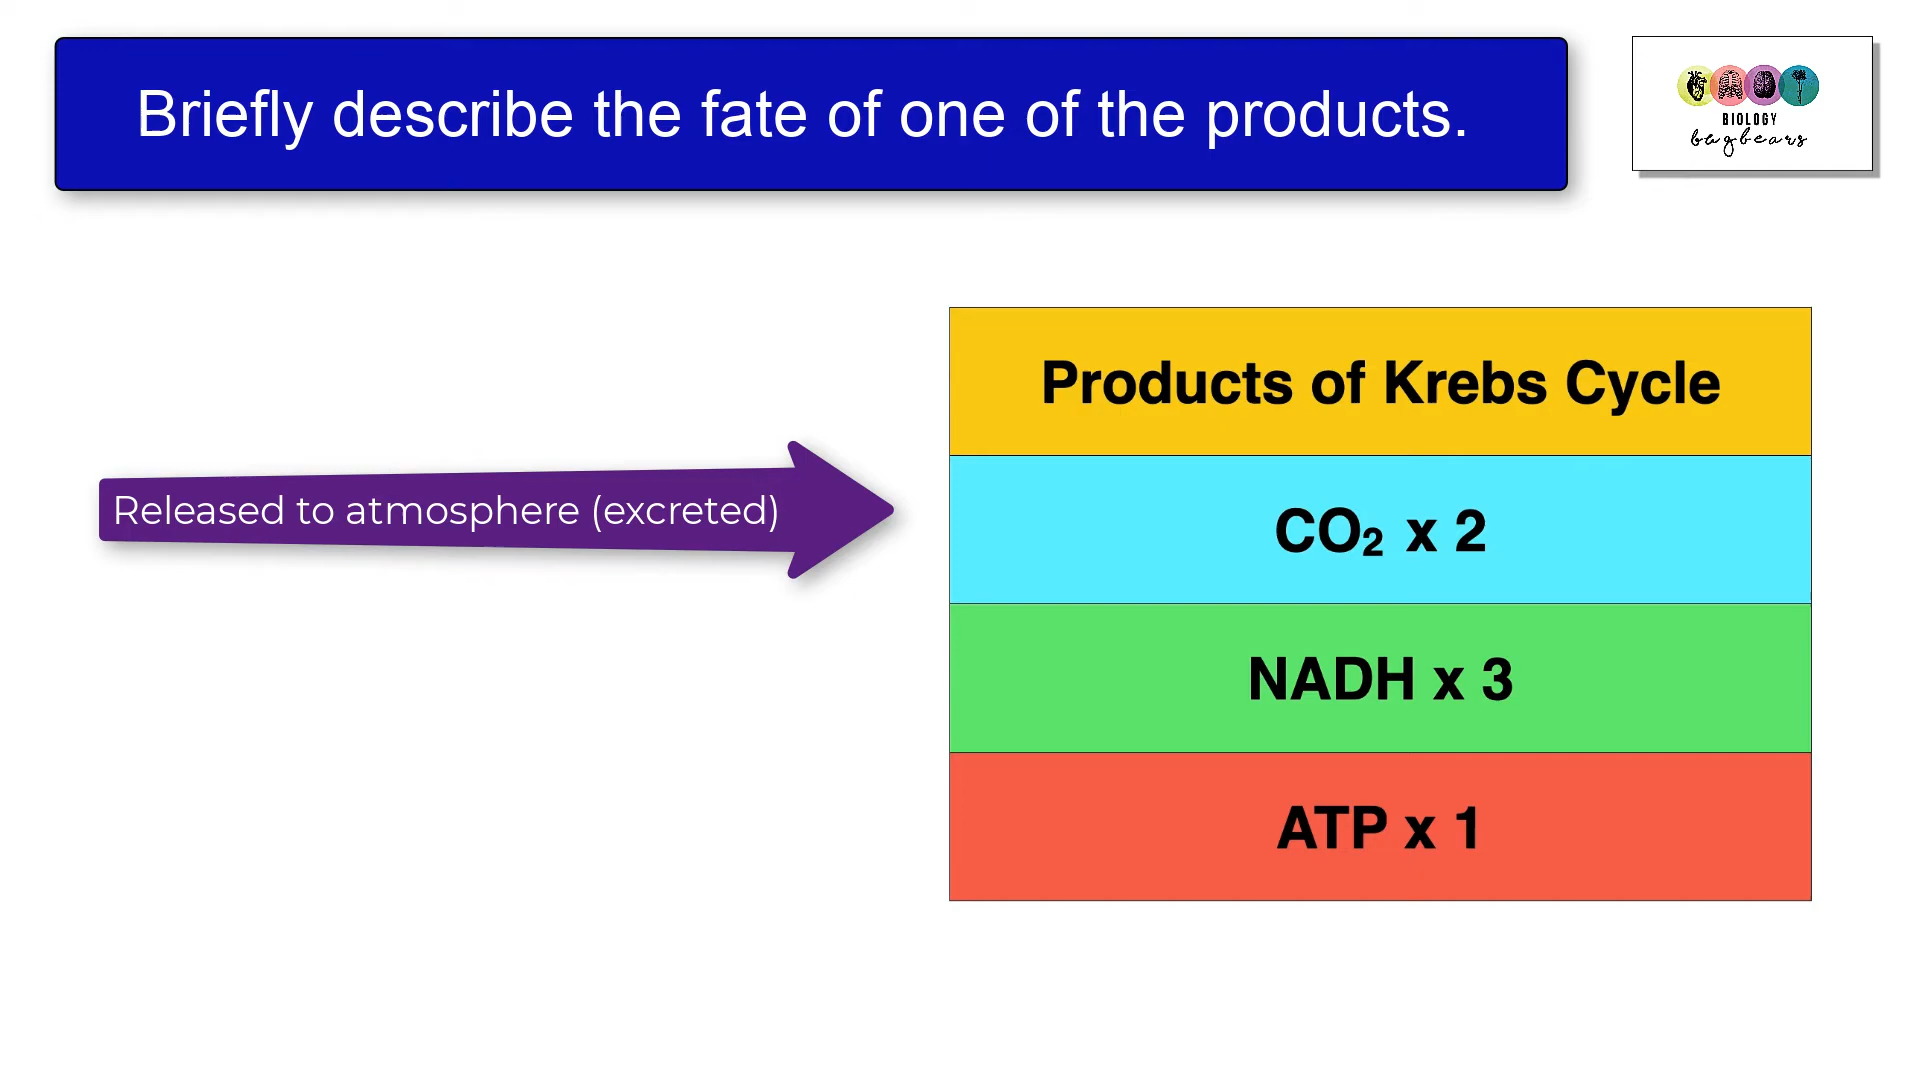 Briefly describe the fate of one of the products.
BIOLOGY
bugbears
Products of Krebs Cycle
Released to atmosphere (excreted)
CO₂ x 2
NADH x 3
ATP x 1